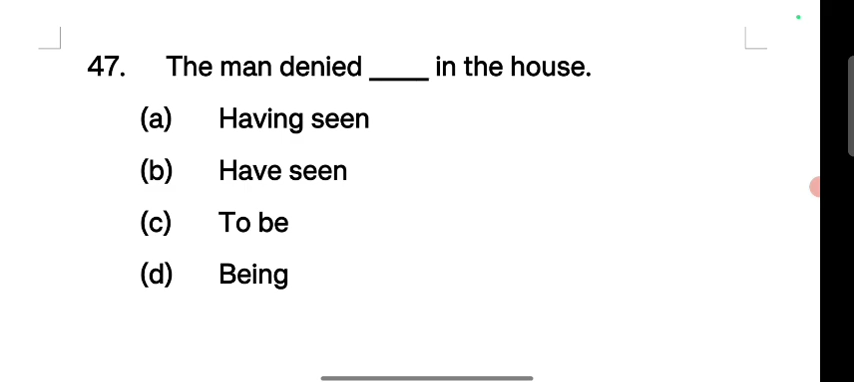 47. The man denied ____ in the house.
(a) Having seen
(b) Have seen
(c) To be
(d) Being